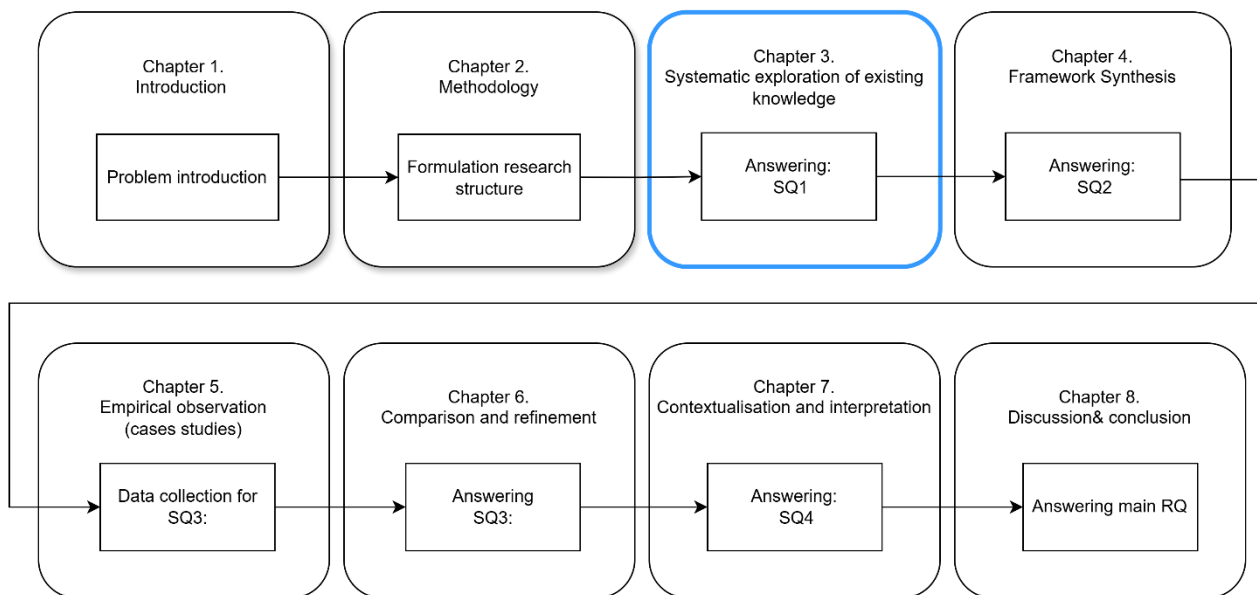 Chapter 1.
Introduction
Problem introduction
Chapter 2.
Methodology
Formulation research
structure
Chapter 3.
Systematic exploration of existing
knowledge
Answering:
SQ1
Chapter 4.
Framework Synthesis
Answering:
SQ2
Chapter 5.
Empirical observation
(cases studies)
Data collection for
SQ3:
Chapter 6.
Comparison and refinement
Answering
SQ3:
Chapter 7.
Contextualisation and interpretation
Answering:
SQ4
Chapter 8.
Discussion& conclusion
Answering main RQ